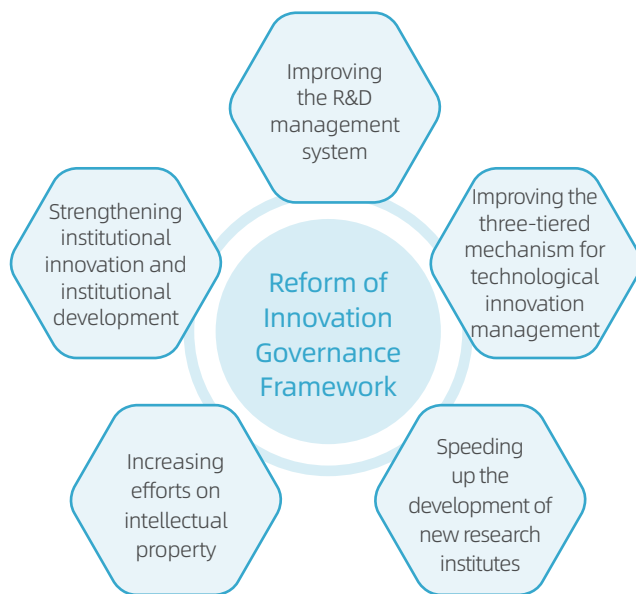 Improving
the R&D
management
system
Strengthening
institutional
innovation and
institutional
development
Improving the
three-tiered
mechanism for
technological
innovation
management
Reform of
Innovation
Governance
Framework
Increasing
efforts on
intellectual
property
Speeding
up the
development of
new research
institutes